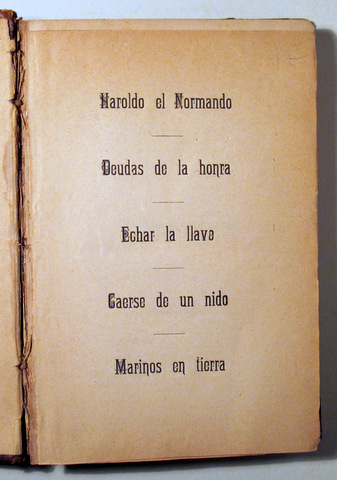 Haroldo el Normando
Deudas de la honra
Echar la llave
Caerse de un nido
Marinos en tierra